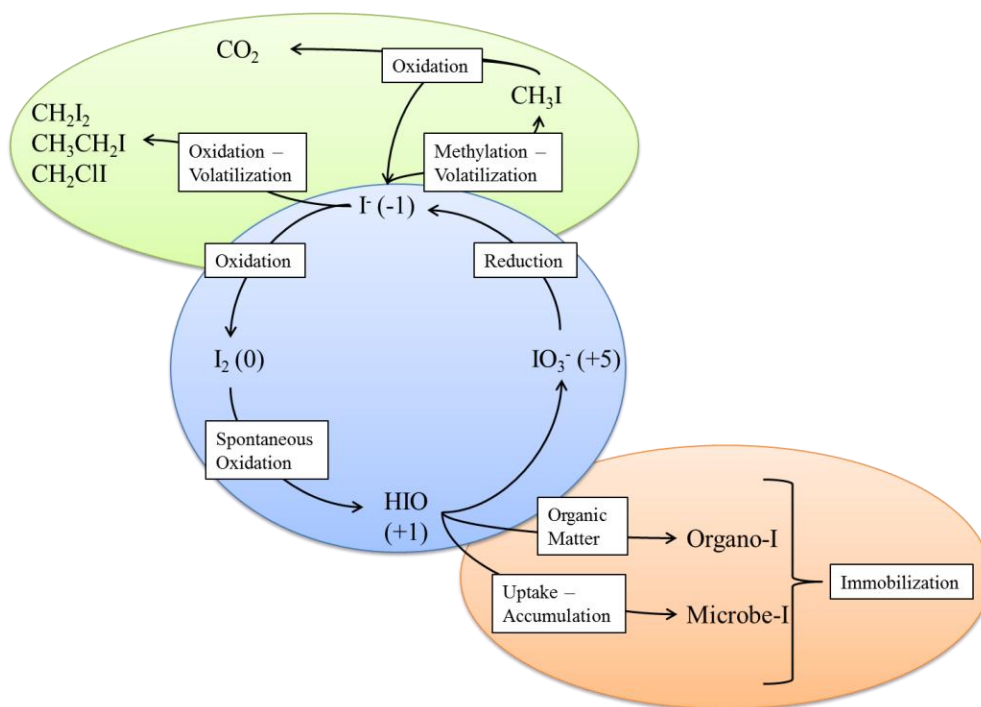 CO₂
Oxidation
CH₃I
CH₂I₂
CH₃CH₂I
CH₂ClI
Oxidation –
Volatilization
Methylation –
Volatilization
I⁻ (-1)
Oxidation
Reduction
I₂ (0)
IO₃⁻ (+5)
Spontaneous
Oxidation
HIO
(+1)
Organic
Matter
Organo-I
Uptake –
Accumulation
Microbe-I
Immobilization